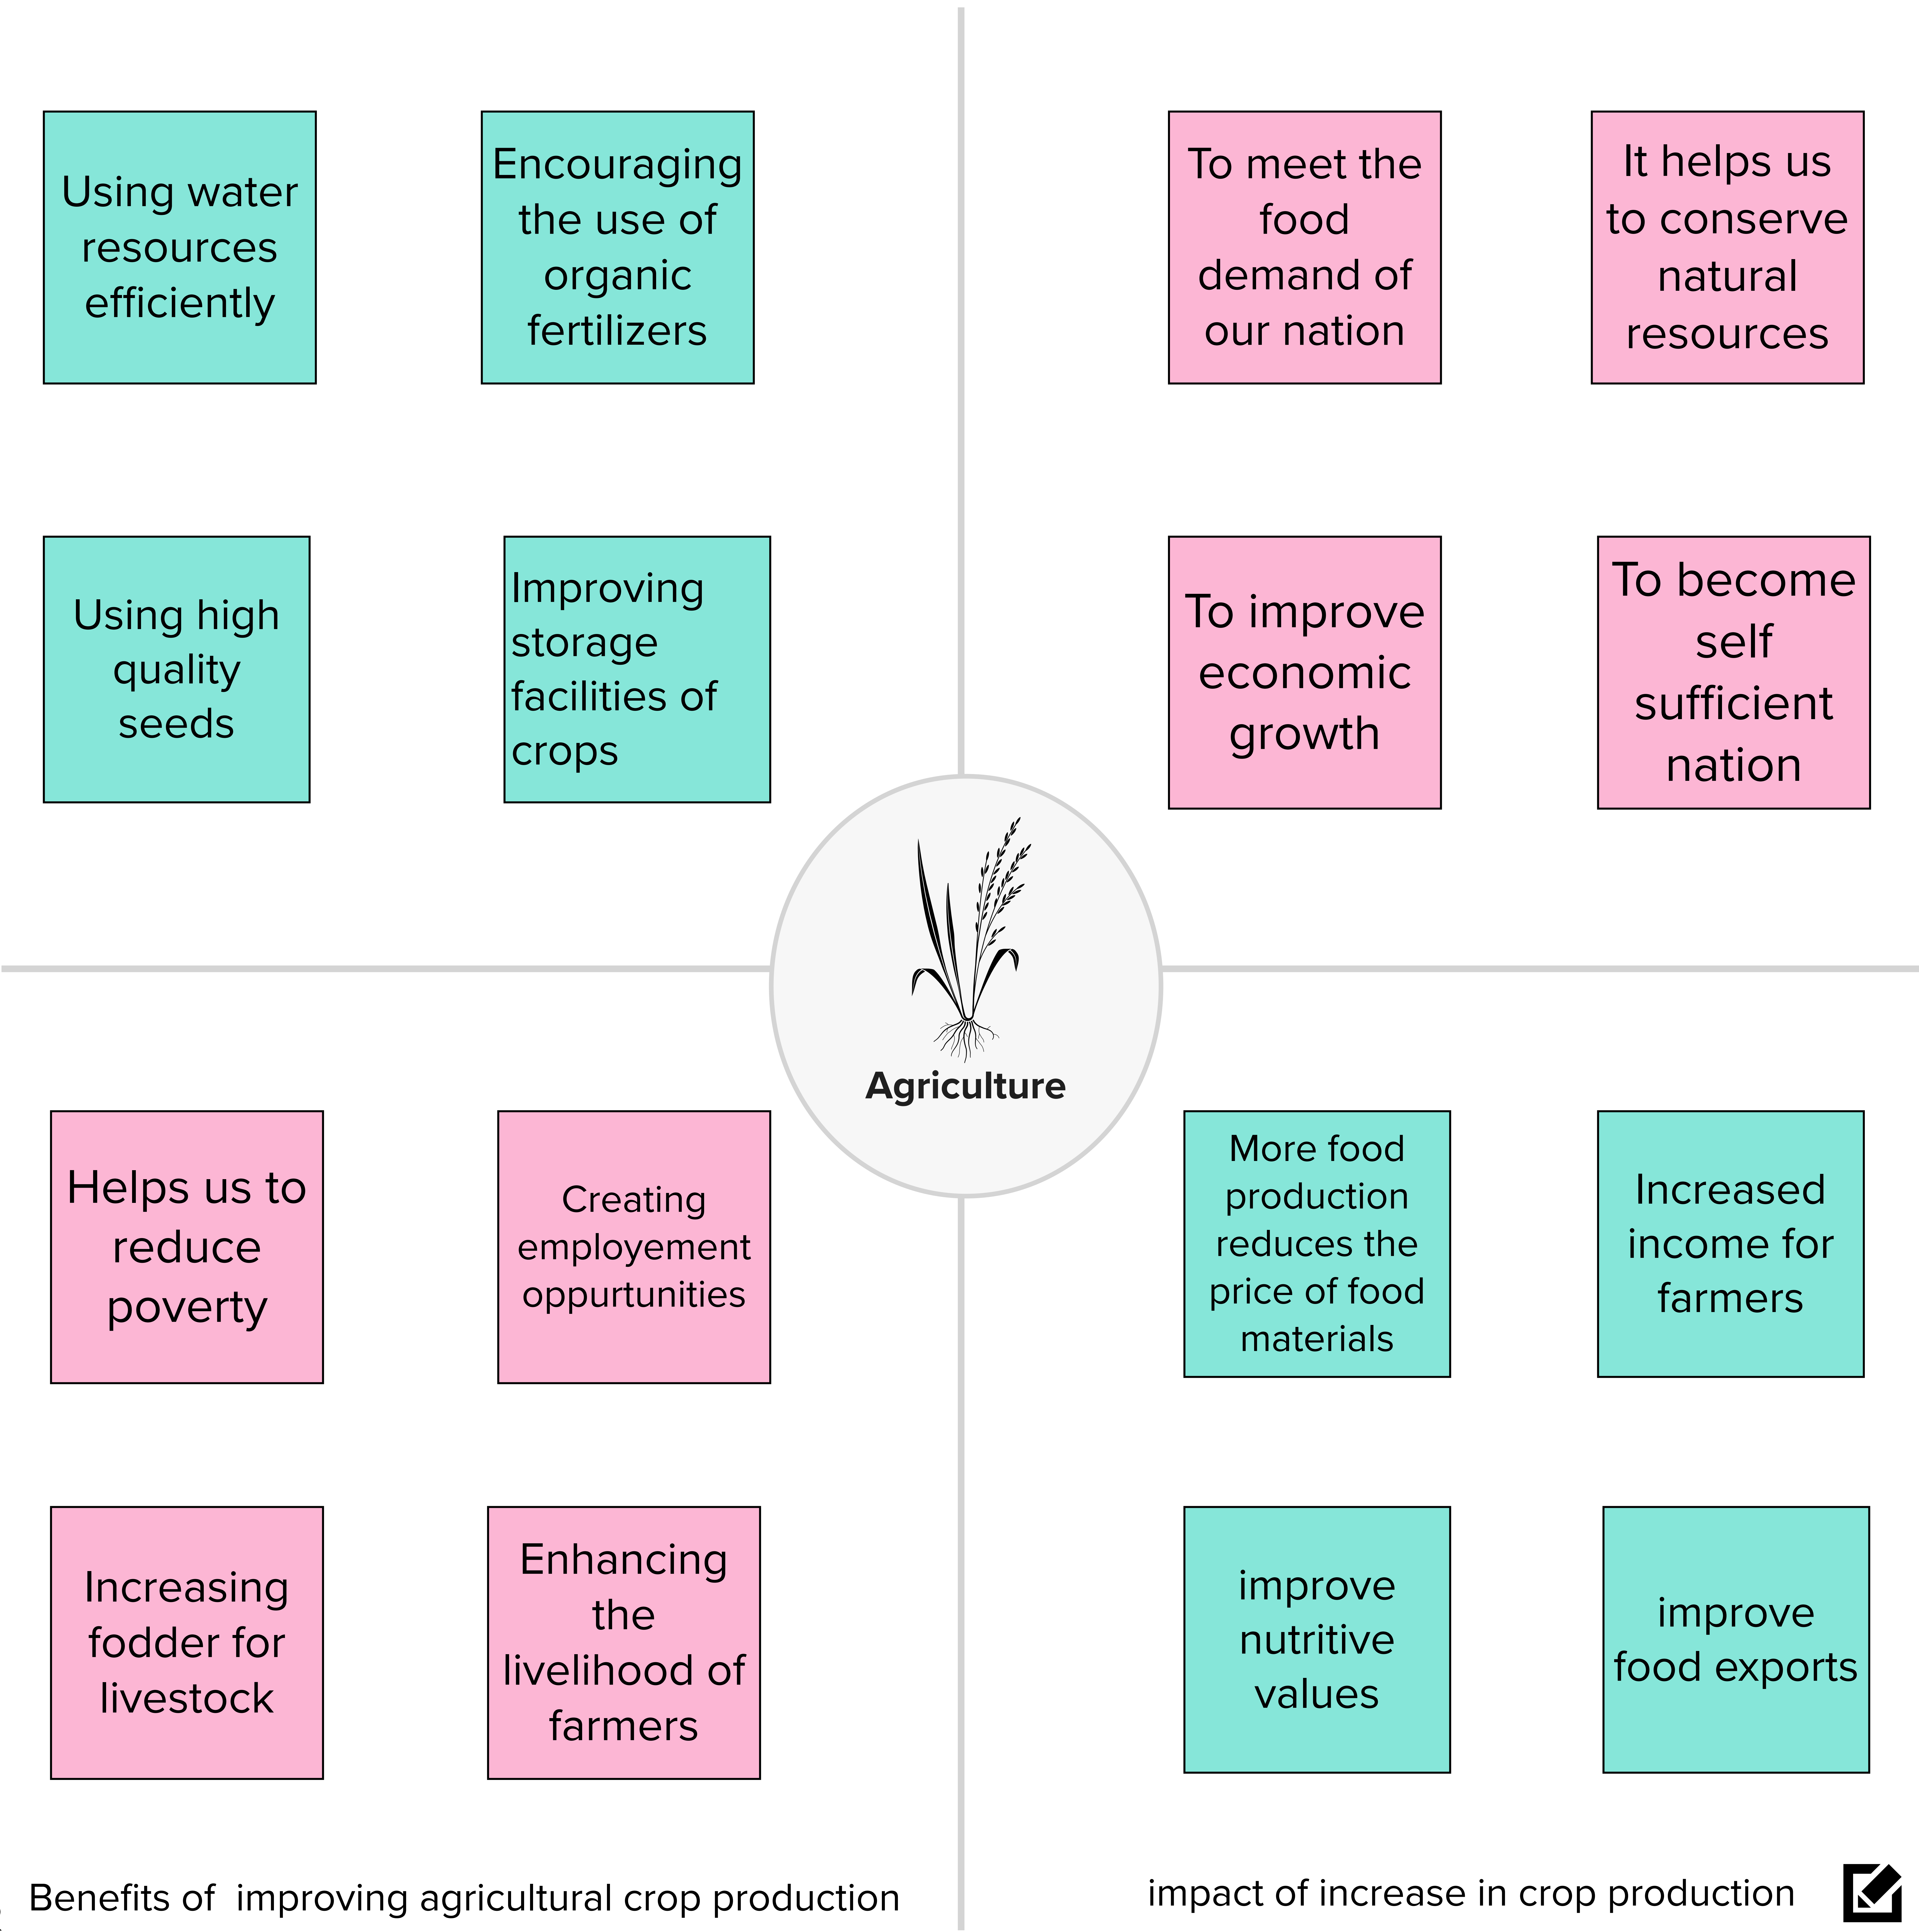 Using water
resources
efficiently
Encouraging
the use of
organic
fertilizers
Using high
quality
seeds
Improving
storage
facilities of
crops
To meet the
food
demand of
our nation
It helps us
to conserve
natural
resources
To improve
economic
growth
To become
self
sufficient
nation
Agriculture
Helps us to
reduce
poverty
Creating
employement
oppurtunities
Increasing
fodder for
livestock
Enhancing
the
livelihood of
farmers
Benefits of improving agricultural crop production
More food
production
reduces the
price of food
materials
Increased
income for
farmers
improve
nutritive
values
improve
food exports
impact of increase in crop production